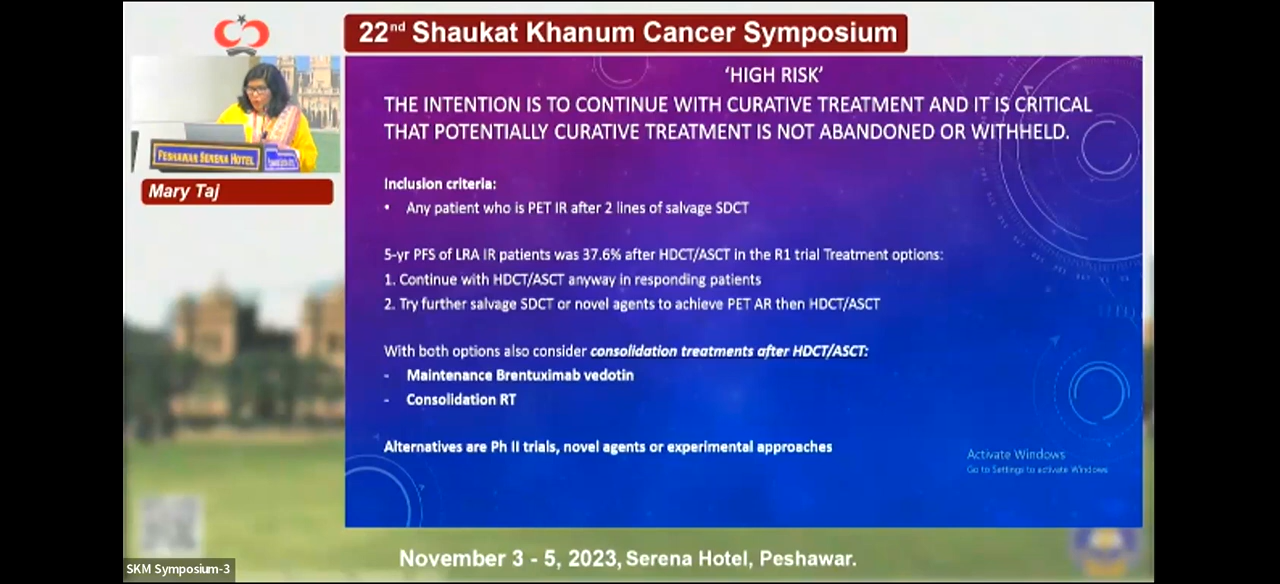 22nd Shaukat Khanum Cancer Symposium
PESHAWAR SERENA HOTEL
Mary Taj
'HIGH RISK'
THE INTENTION IS TO CONTINUE WITH CURATIVE TREATMENT AND IT IS CRITICAL
THAT POTENTIALLY CURATIVE TREATMENT IS NOT ABANDONED OR WITHHELD.
Inclusion criteria:
• Any patient who is PET IR after 2 lines of salvage SDCT
5-yr PFS of LRA IR patients was 37.6% after HDCT/ASCT in the R1 trial Treatment options:
1. Continue with HDCT/ASCT anyway in responding patients
2. Try further salvage SDCT or novel agents to achieve PET AR then HDCT/ASCT
With both options also consider consolidation treatments after HDCT/ASCT:
- Maintenance Brentuximab vedotin
- Consolidation RT
Alternatives are Ph II trials, novel agents or experimental approaches
Activate Windows
Go to Settings to activate Windows.
November 3 - 5, 2023, Serena Hotel, Peshawar.
SKM Symposium-3